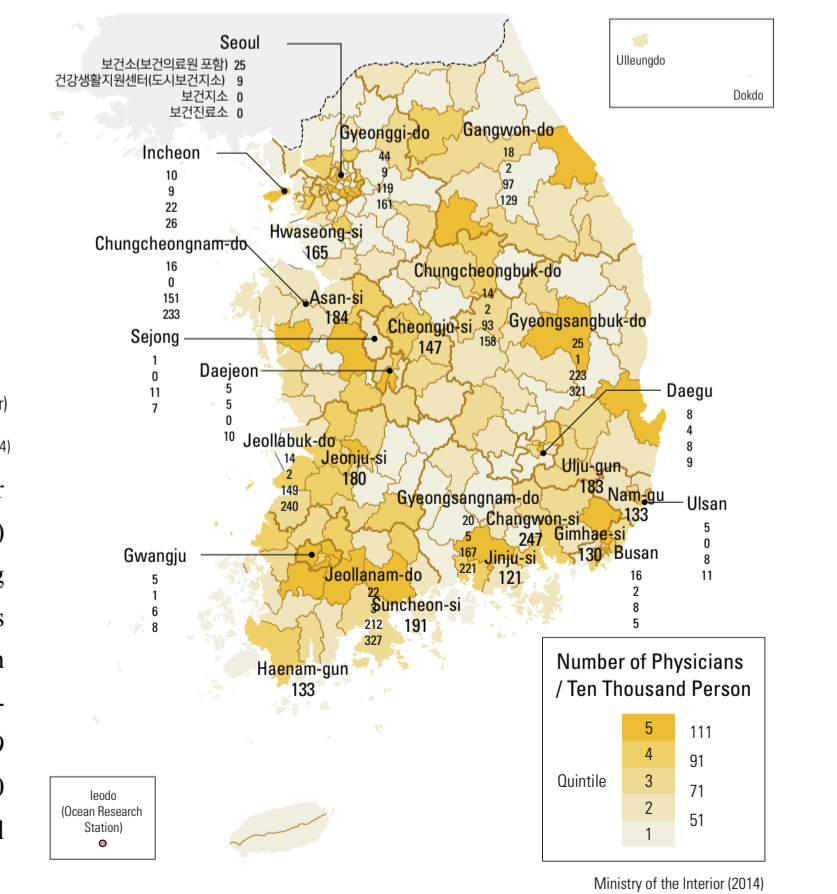 Seoul
보건소(보건의료원 포함) 25
건강생활지원센터(도시보건지소) 9
보건지소 0
보건진료소 0
Ulleungdo
Dokdo
Incheon
10
9
22
26
Gyeonggi-do
44
9
119
161
Gangwon-do
18
2
97
129
Hwaseong-si
165
Chungcheongnam-do
16
0
151
233
Asan-si
184
Chungcheongbuk-do
14
2
93
158
Cheongju-si
147
Gyeongsangbuk-do
25
1
223
321
Sejong
1
0
11
7
Daejeon
5
5
0
10
Daegu
8
4
8
9
r)
4)
r
)
g
s
n
-
9
)
l
Jeollabuk-do
14
2
149
240
Jeonju-si
180
Ulju-gun
183
Nam-gu
133
Ulsan
5
0
8
11
Gyeongsangnam-do
20
5
167
221
Changwon-si
247
Gimhae-si
130
Jinju-si
121
Busan
16
2
8
5
Gwangju
5
1
6
8
Jeollanam-do
22
3
212
327
Suncheon-si
191
Haenam-gun
133
Number of Physicians
/ Ten Thousand Person
Quintile
5 111
4 91
3 71
2 51
1
Ieodo
(Ocean Research
Station)
Ministry of the Interior (2014)